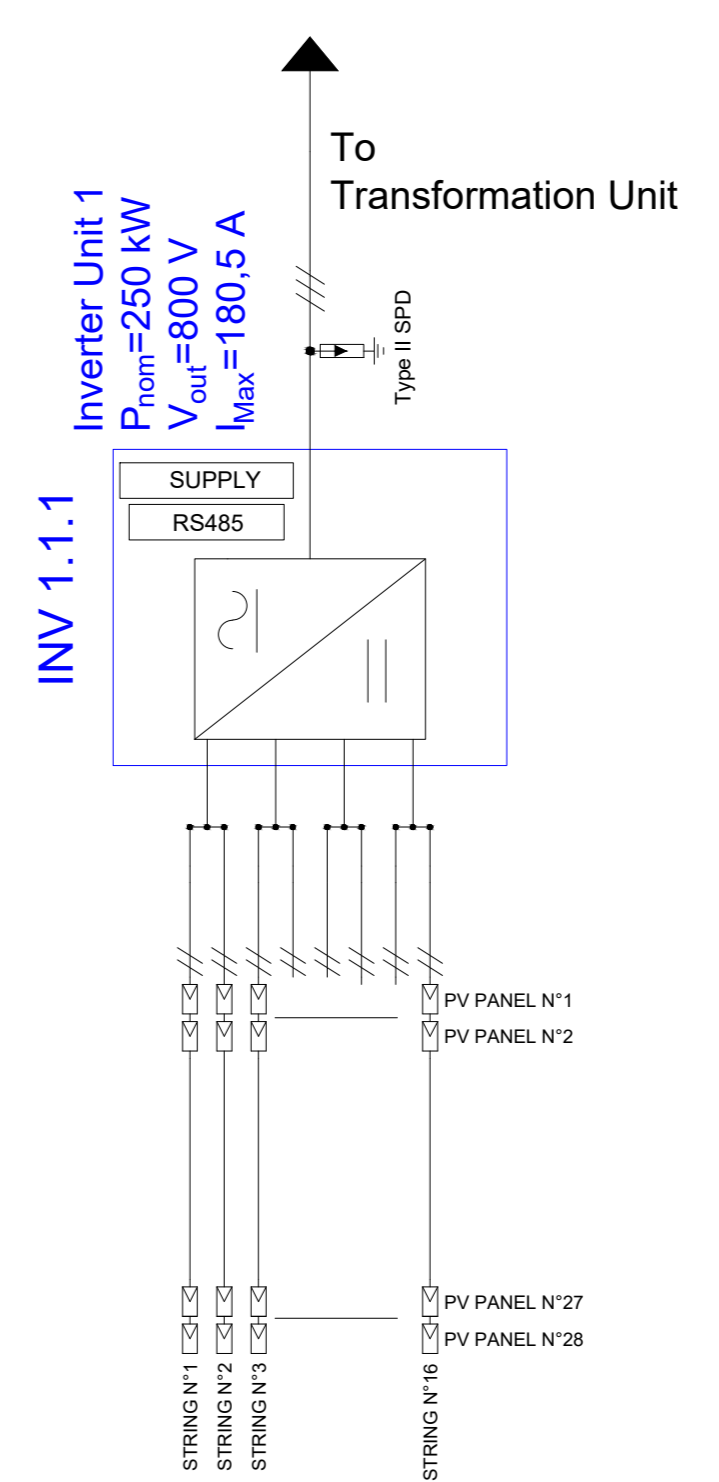 To
Transformation Unit
Inverter Unit 1
Pnom=250 kW
Vout=800 V
IMax=180,5 A
Type II SPD
INV 1.1.1
SUPPLY
RS485
PV PANEL N°1
PV PANEL N°2
PV PANEL N°27
PV PANEL N°28
STRING N°1
STRING N°2
STRING N°3
STRING N°16